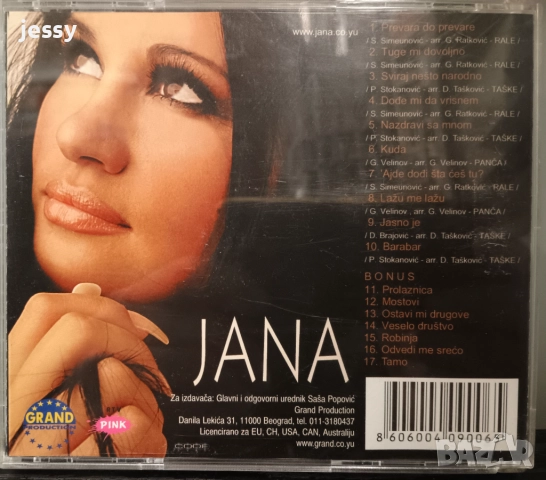 jessy
www.jana.co.yu
1. Prevara do prevare
/ S. Simeunović - arr. G. Ratković - RALE /
2. Tuge mi dovoljno
/ S. Simeunović - arr. G. Ratković - RALE /
3. Sviraj nešto narodno
/ P. Stokanović - arr. D. Tašković - TAŠKE /
4. Dođe mi da vrisnem
/ S. Simeunović - arr. G. Ratković - RALE /
5. Nazdravi sa mnom
/ P. Stokanović - arr. D. Tašković - TAŠKE /
6. Kuda
/ G. Velinov - arr. G. Velinov - PANČA /
7. 'Ajde dođi šta ćeš tu?
/ S. Simeunović - arr. G. Ratković - RALE /
8. Lažu me lažu
/ G. Velinov . arr. G. Velinov - PANČA /
9. Jasno je
/ D. Brajović - arr. D. Tašković - TAŠKE /
10. Barabar
/ P. Stokanović - arr. D. Tašković - TAŠKE /
BONUS
11. Prolaznica
12. Mostovi
13. Ostavi mi drugove
14. Veselo društvo
15. Robinja
16. Odvedi me srećo
17. Tamo
JANA
Za izdavača: Glavni i odgovorni urednik Saša Popović
Grand Production
Danila Lekića 31, 11000 Beograd, tel. 011-3180437
Licencirano za EU, CH, USA, CAN, Australiju
www.grand.co.yu
GRAND
PRODUCTION
PINK
8 606004 090065
BAZAR